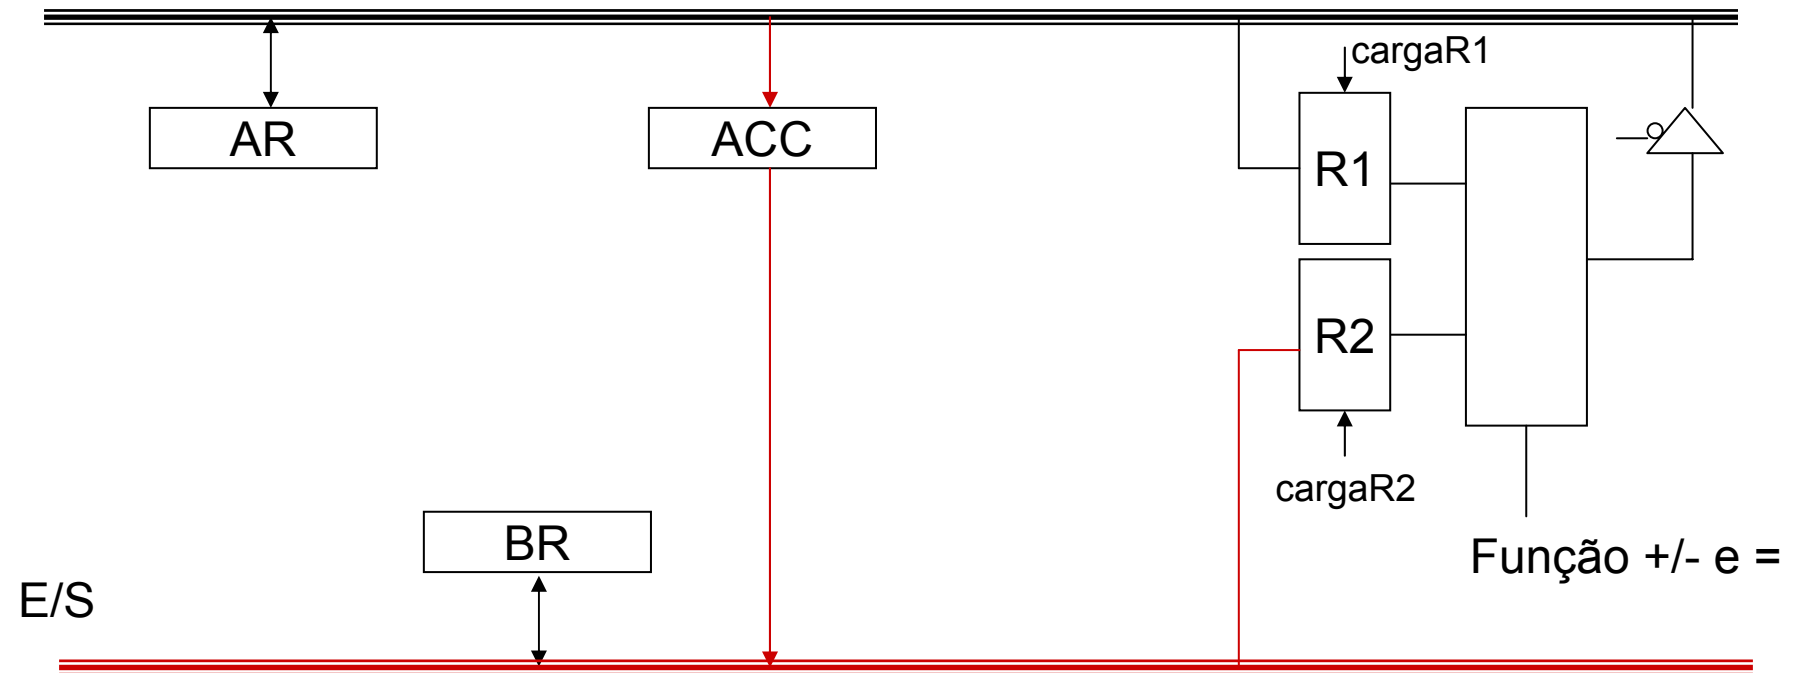 cargaR1
AR
ACC
R1
R2
cargaR2
BR
Função +/- e =
E/S